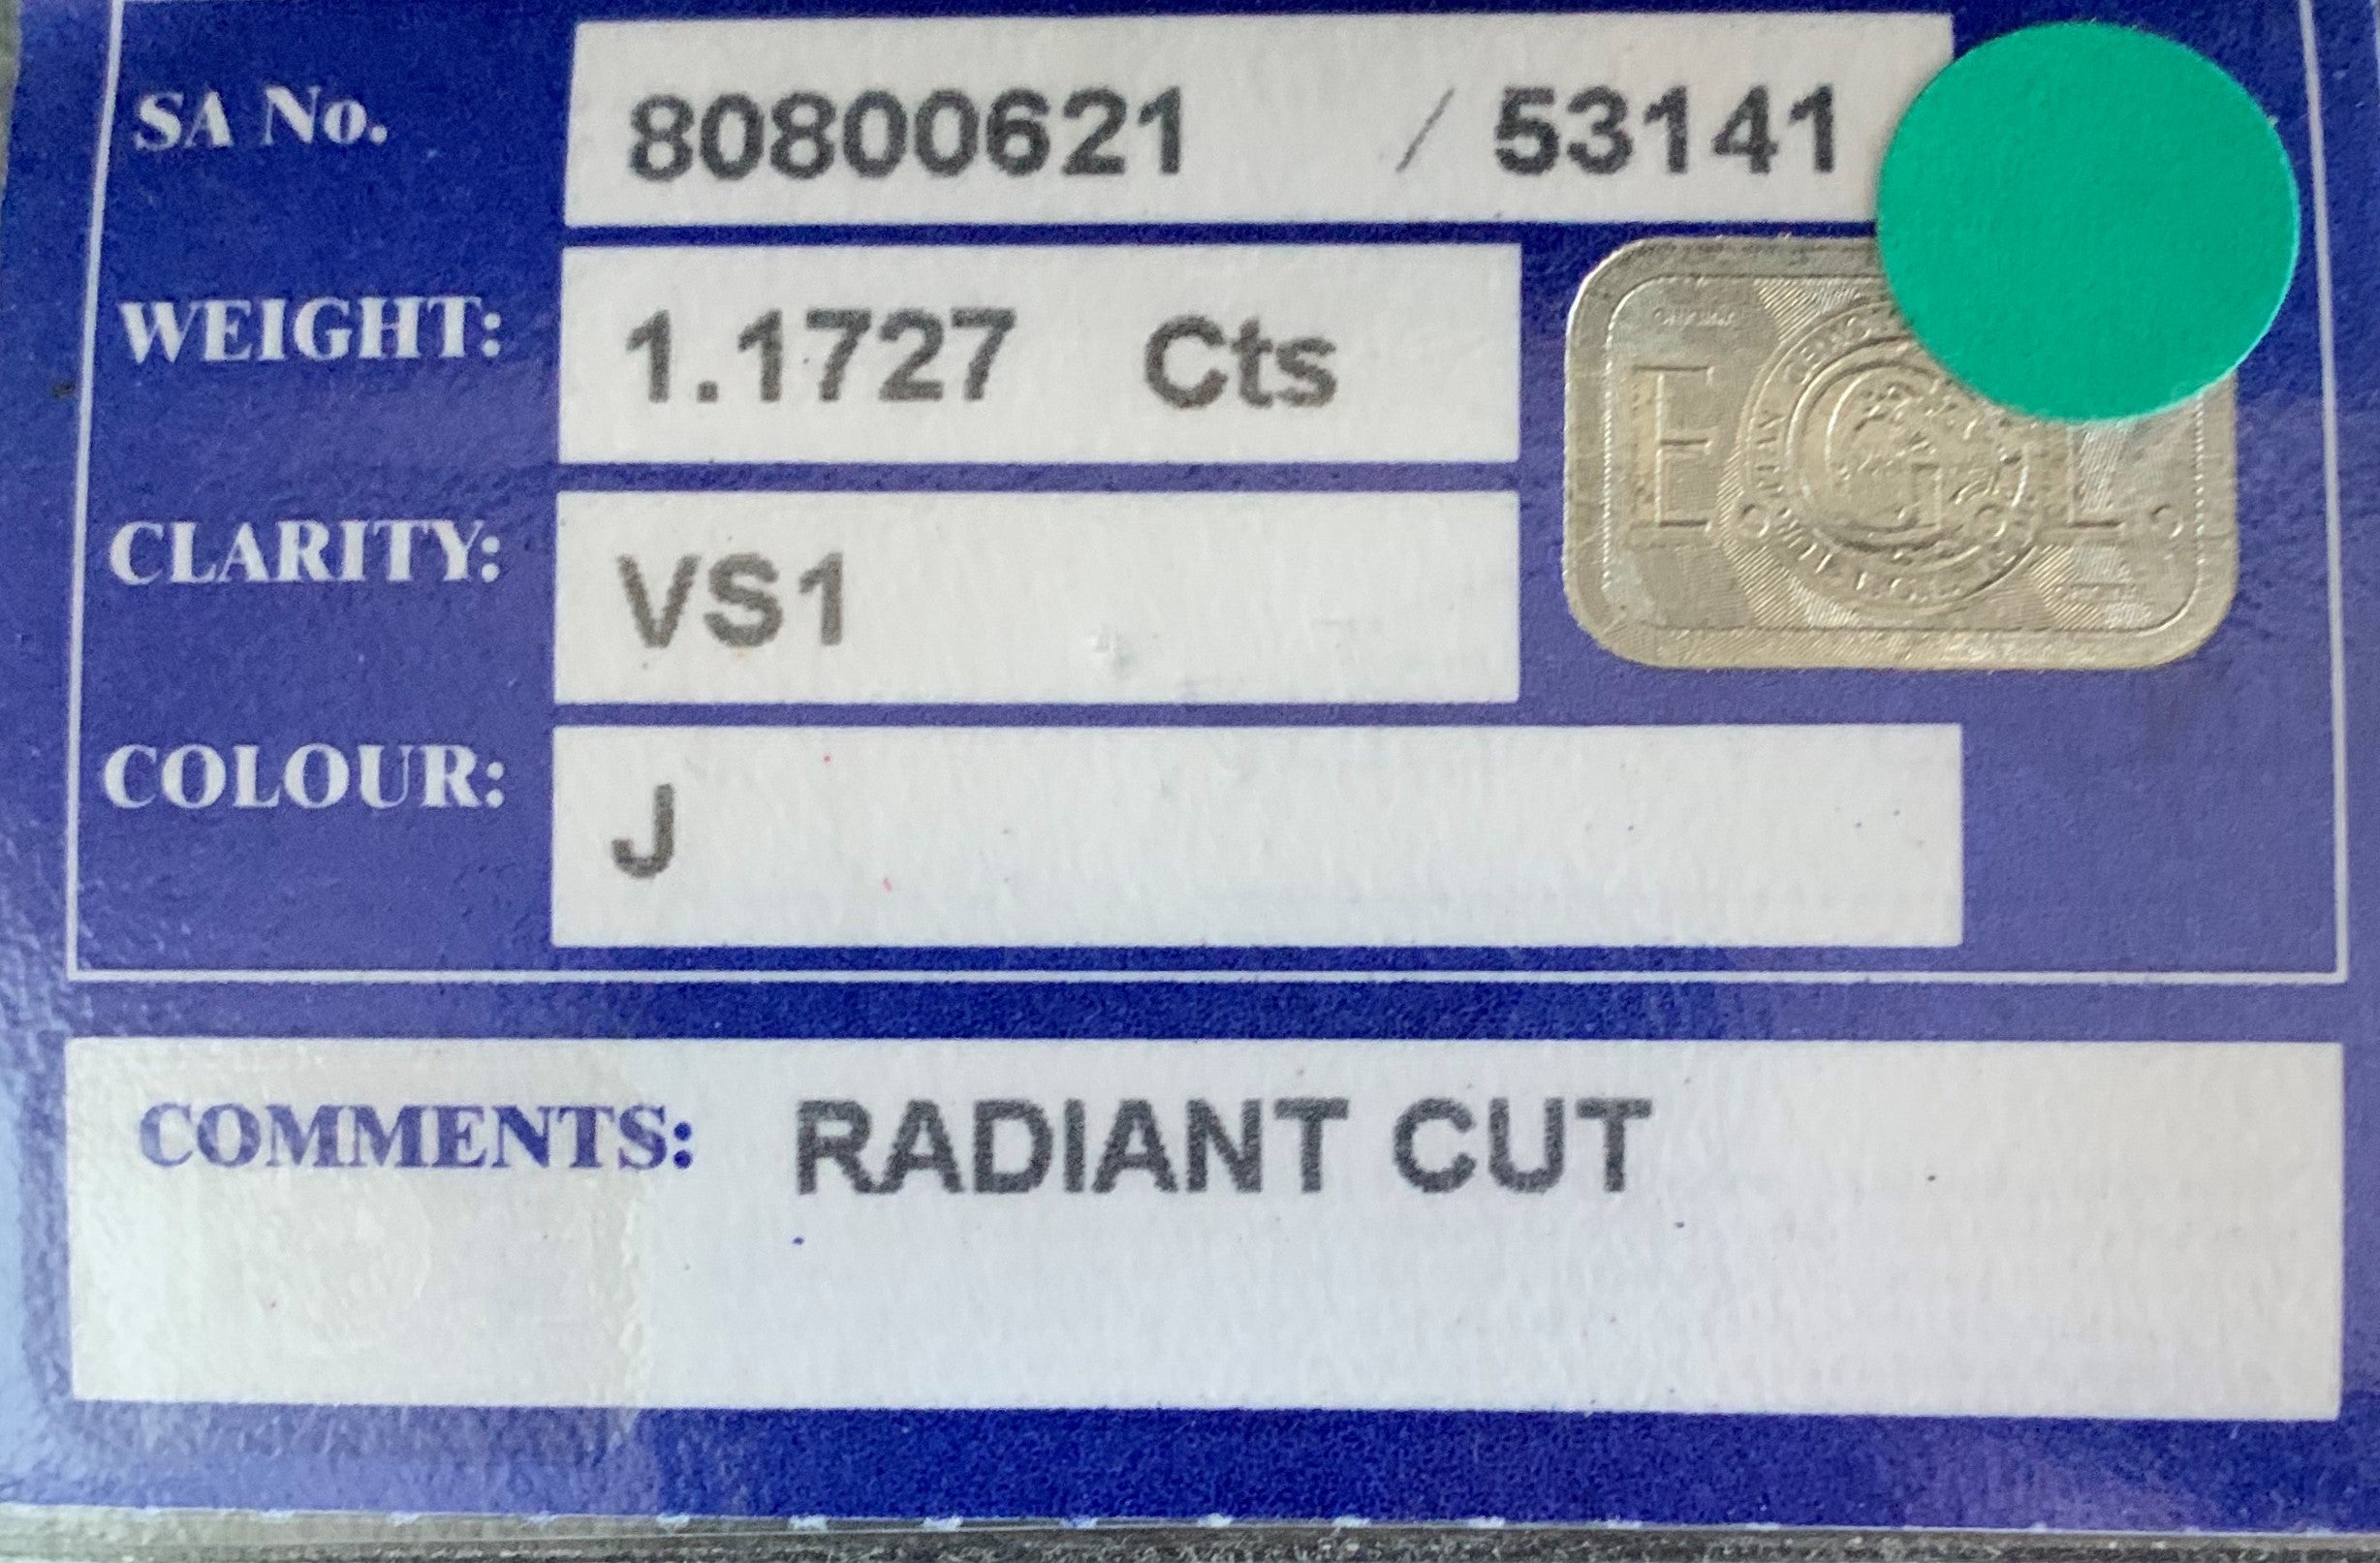 SA No. 80800621 / 53141
WEIGHT: 1.1727 Cts
CLARITY: VS1
COLOUR: J
E G L
COMMENTS: RADIANT CUT